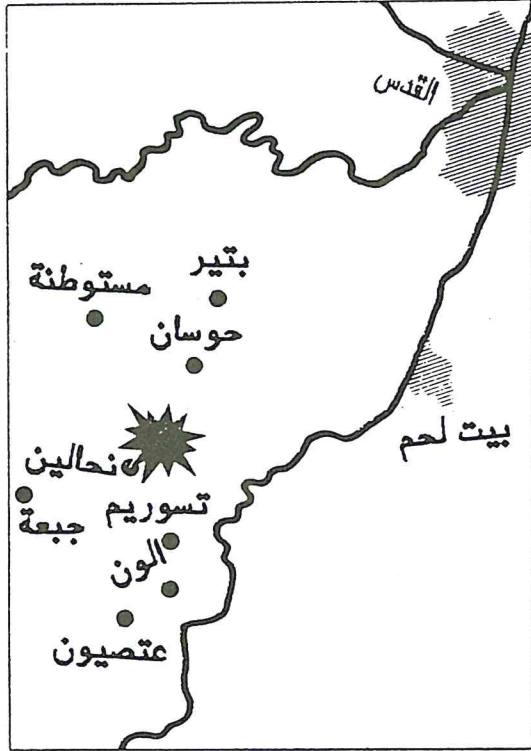 القدس
بتير
مستوطنة
حوسان
بيت لحم
نحالين
تسوريم
جبعة
الون
عتصيون